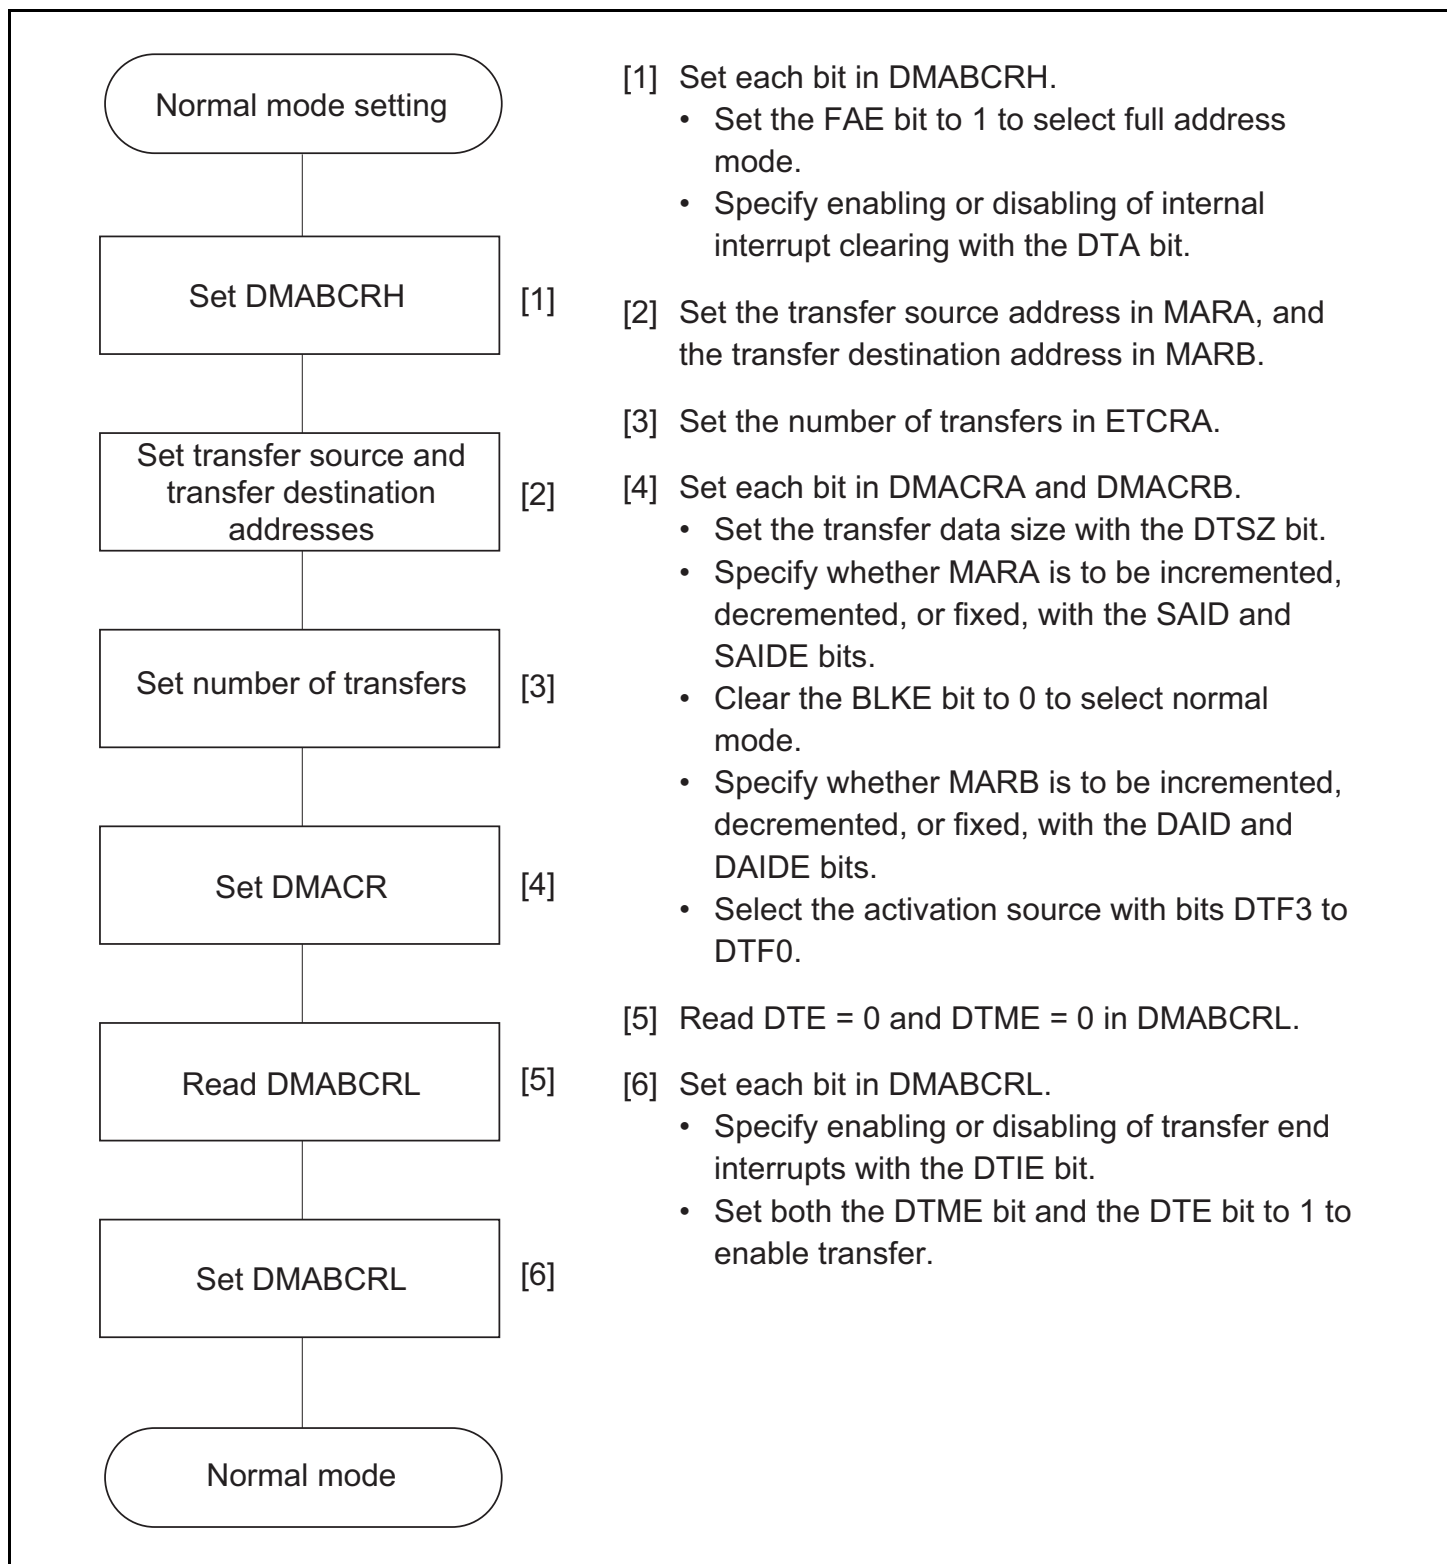 Normal mode setting
Set DMABCRH
[1]
Set transfer source and
transfer destination
addresses
[2]
Set number of transfers
[3]
Set DMACR
[4]
Read DMABCRL
[5]
Set DMABCRL
[6]
Normal mode
[1] Set each bit in DMABCRH.
• Set the FAE bit to 1 to select full address
mode.
• Specify enabling or disabling of internal
interrupt clearing with the DTA bit.
[2] Set the transfer source address in MARA, and
the transfer destination address in MARB.
[3] Set the number of transfers in ETCRA.
[4] Set each bit in DMACRA and DMACRB.
• Set the transfer data size with the DTSZ bit.
• Specify whether MARA is to be incremented,
decremented, or fixed, with the SAID and
SAIDE bits.
• Clear the BLKE bit to 0 to select normal
mode.
• Specify whether MARB is to be incremented,
decremented, or fixed, with the DAID and
DAIDE bits.
• Select the activation source with bits DTF3 to
DTF0.
[5] Read DTE = 0 and DTME = 0 in DMABCRL.
[6] Set each bit in DMABCRL.
• Specify enabling or disabling of transfer end
interrupts with the DTIE bit.
• Set both the DTME bit and the DTE bit to 1 to
enable transfer.